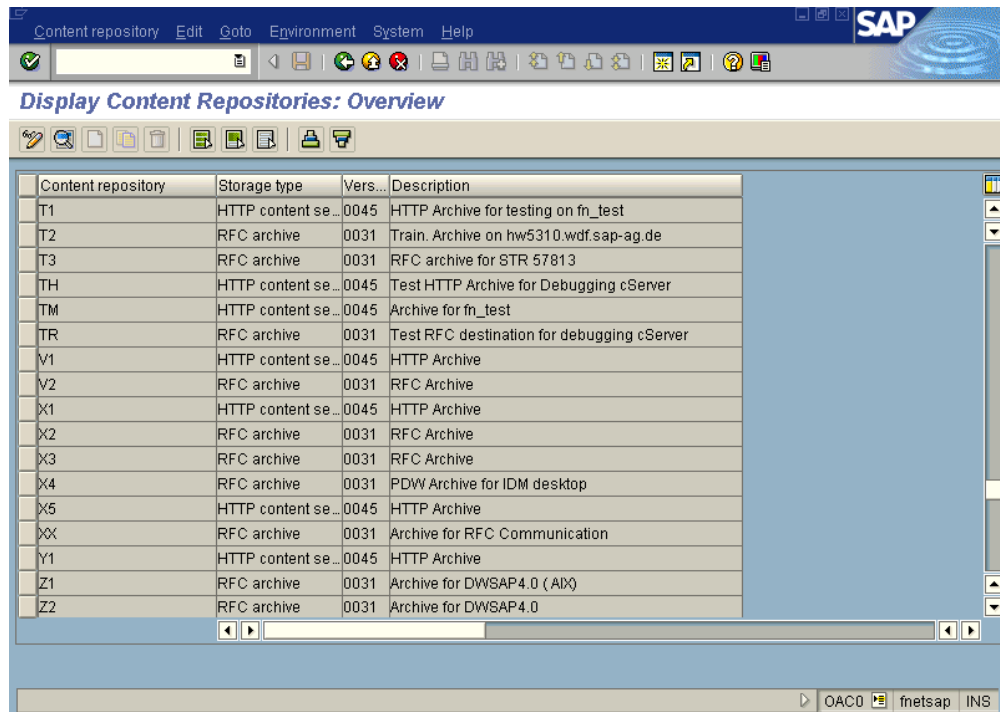 Content repository Edit Goto Environment System Help
SAP
Display Content Repositories: Overview
Content repository Storage type Vers... Description
T1 HTTP content se... 0045 HTTP Archive for testing on fn_test
T2 RFC archive 0031 Train. Archive on hw5310.wdf.sap-ag.de
T3 RFC archive 0031 RFC archive for STR 57813
TH HTTP content se... 0045 Test HTTP Archive for Debugging cServer
TM HTTP content se... 0045 Archive for fn_test
TR RFC archive 0031 Test RFC destination for debugging cServer
V1 HTTP content se... 0045 HTTP Archive
V2 RFC archive 0031 RFC Archive
X1 HTTP content se... 0045 HTTP Archive
X2 RFC archive 0031 RFC Archive
X3 RFC archive 0031 RFC Archive
X4 RFC archive 0031 PDW Archive for IDM desktop
X5 HTTP content se... 0045 HTTP Archive
XX RFC archive 0031 Archive for RFC Communication
Y1 HTTP content se... 0045 HTTP Archive
Z1 RFC archive 0031 Archive for DWSAP4.0 ( AIX)
Z2 RFC archive 0031 Archive for DWSAP4.0
OAC0 fnetsap INS